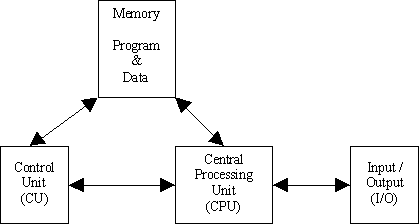 Memory
Program
&
Data
Control
Unit
(CU)
Central
Processing
Unit
(CPU)
Input /
Output
(I/O)